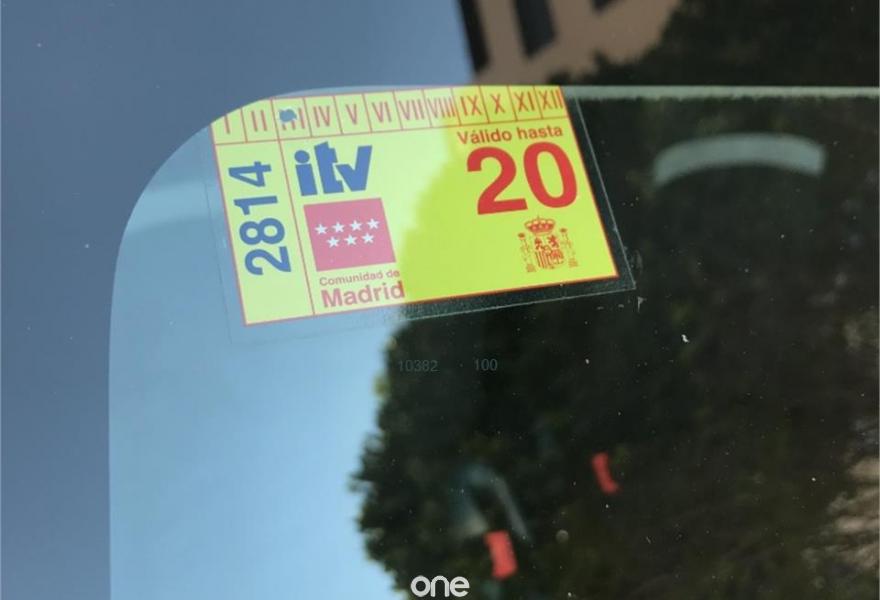 I II III IV V VI VII VIII IX X XI XII
2814
itv
Válido hasta
20
Comunidad de
Madrid
10382 100
one